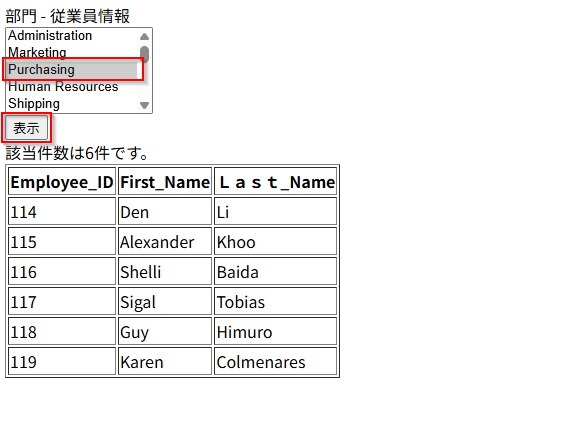 部門 - 従業員情報
Administration
Marketing
Purchasing
Human Resources
Shipping
表示
該当件数は6件です。
Employee_ID First_Name Ｌａｓｔ_Name
114 Den Li
115 Alexander Khoo
116 Shelli Baida
117 Sigal Tobias
118 Guy Himuro
119 Karen Colmenares